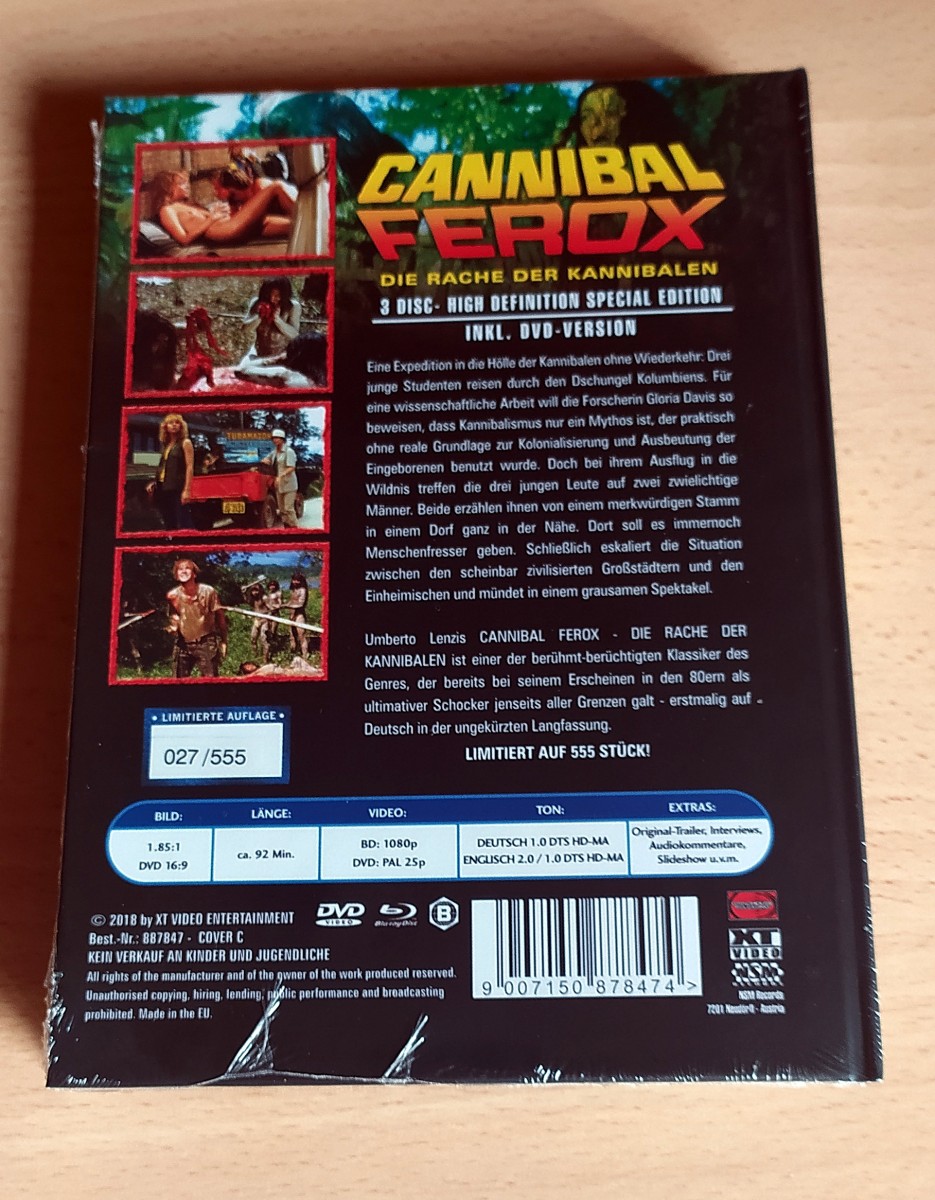 CANNIBAL
FEROX
DIE RACHE DER KANNIBALEN
3 DISC- HIGH DEFINITION SPECIAL EDITION
INKL. DVD-VERSION
Eine Expedition in die Hölle der Kannibalen ohne Wiederkehr: Drei
junge Studenten reisen durch den Dschungel Kolumbiens. Für
eine wissenschaftliche Arbeit will die Forscherin Gloria Davis so
beweisen, dass Kannibalismus nur ein Mythos ist, der praktisch
ohne reale Grundlage zur Kolonialisierung und Ausbeutung der
Eingeborenen benutzt wurde. Doch bei ihrem Ausflug in die
Wildnis treffen die drei jungen Leute auf zwei zwielichtige
Männer. Beide erzählen ihnen von einem merkwürdigen Stamm
in einem Dorf ganz in der Nähe. Dort soll es immernoch
Menschenfresser geben. Schließlich eskaliert die Situation
zwischen den scheinbar zivilisierten Großstädtern und den
Einheimischen und mündet in einem grausamen Spektakel.
Umberto Lenzis CANNIBAL FEROX - DIE RACHE DER
KANNIBALEN ist einer der berühmt-berüchtigten Klassiker des
Genres, der bereits bei seinem Erscheinen in den 80ern als
ultimativer Schocker jenseits aller Grenzen galt - erstmalig auf
Deutsch in der ungekürzten Langfassung.
LIMITIERT AUF 555 STÜCK!
• LIMITIERTE AUFLAGE •
027/555
BILD:
1.85:1
DVD 16:9
LÄNGE:
ca. 92 Min.
VIDEO:
BD: 1080p
DVD: PAL 25p
TON:
DEUTSCH 1.0 DTS HD-MA
ENGLISCH 2.0 / 1.0 DTS HD-MA
EXTRAS:
Original-Trailer, Interviews,
Audiokommentare,
Slideshow u.v.m.
© 2018 by XT VIDEO ENTERTAINMENT
Best.-Nr.: 887847 - COVER C
KEIN VERKAUF AN KINDER UND JUGENDLICHE
All rights of the manufacturer and of the owner of the work produced reserved.
Unauthorised copying, hiring, lending, public performance and broadcasting
prohibited. Made in the EU.
DVD
VIDEO
Blu-ray Disc
B
9 007150 878474 >
XT
VIDEO
NSM
NSM Records
7201 Neudörfl - Austria